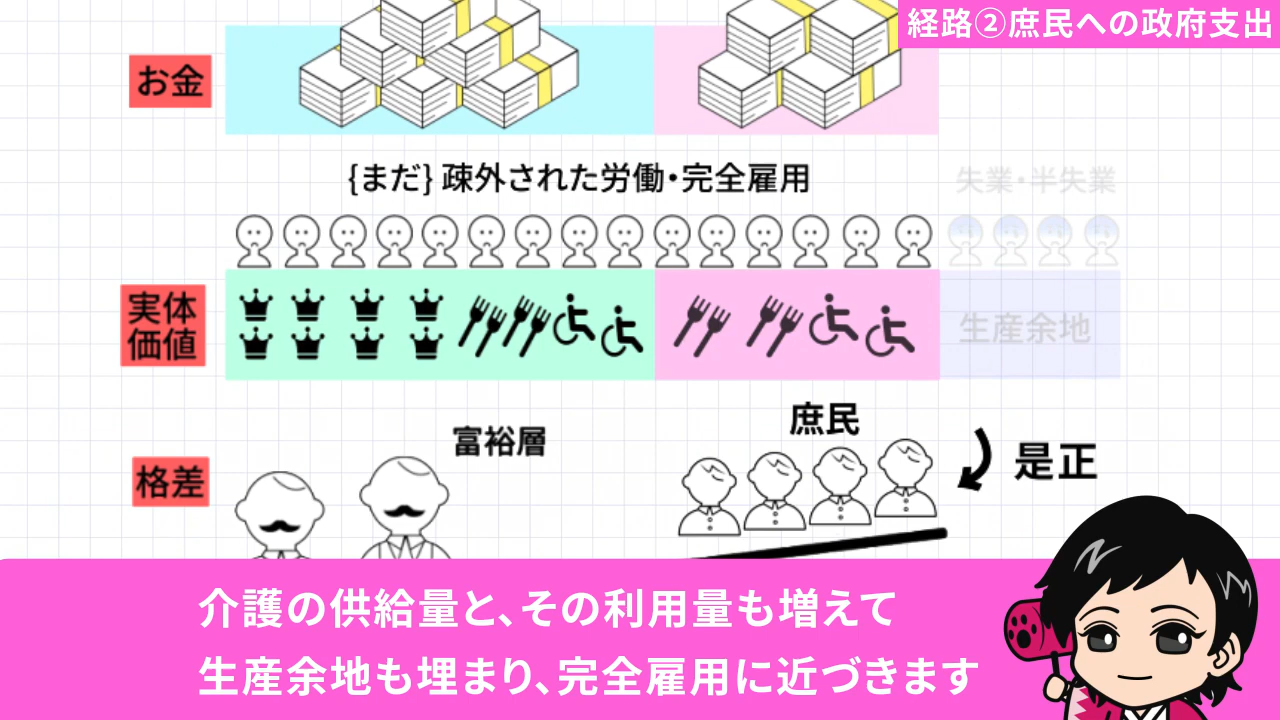 経路②庶民への政府支出
お金
{まだ} 疎外された労働・完全雇用
失業・半失業
実体
価値
生産余地
庶民
富裕層
是正
格差
介護の供給量と、その利用量も増えて
生産余地も埋まり、完全雇用に近づきます